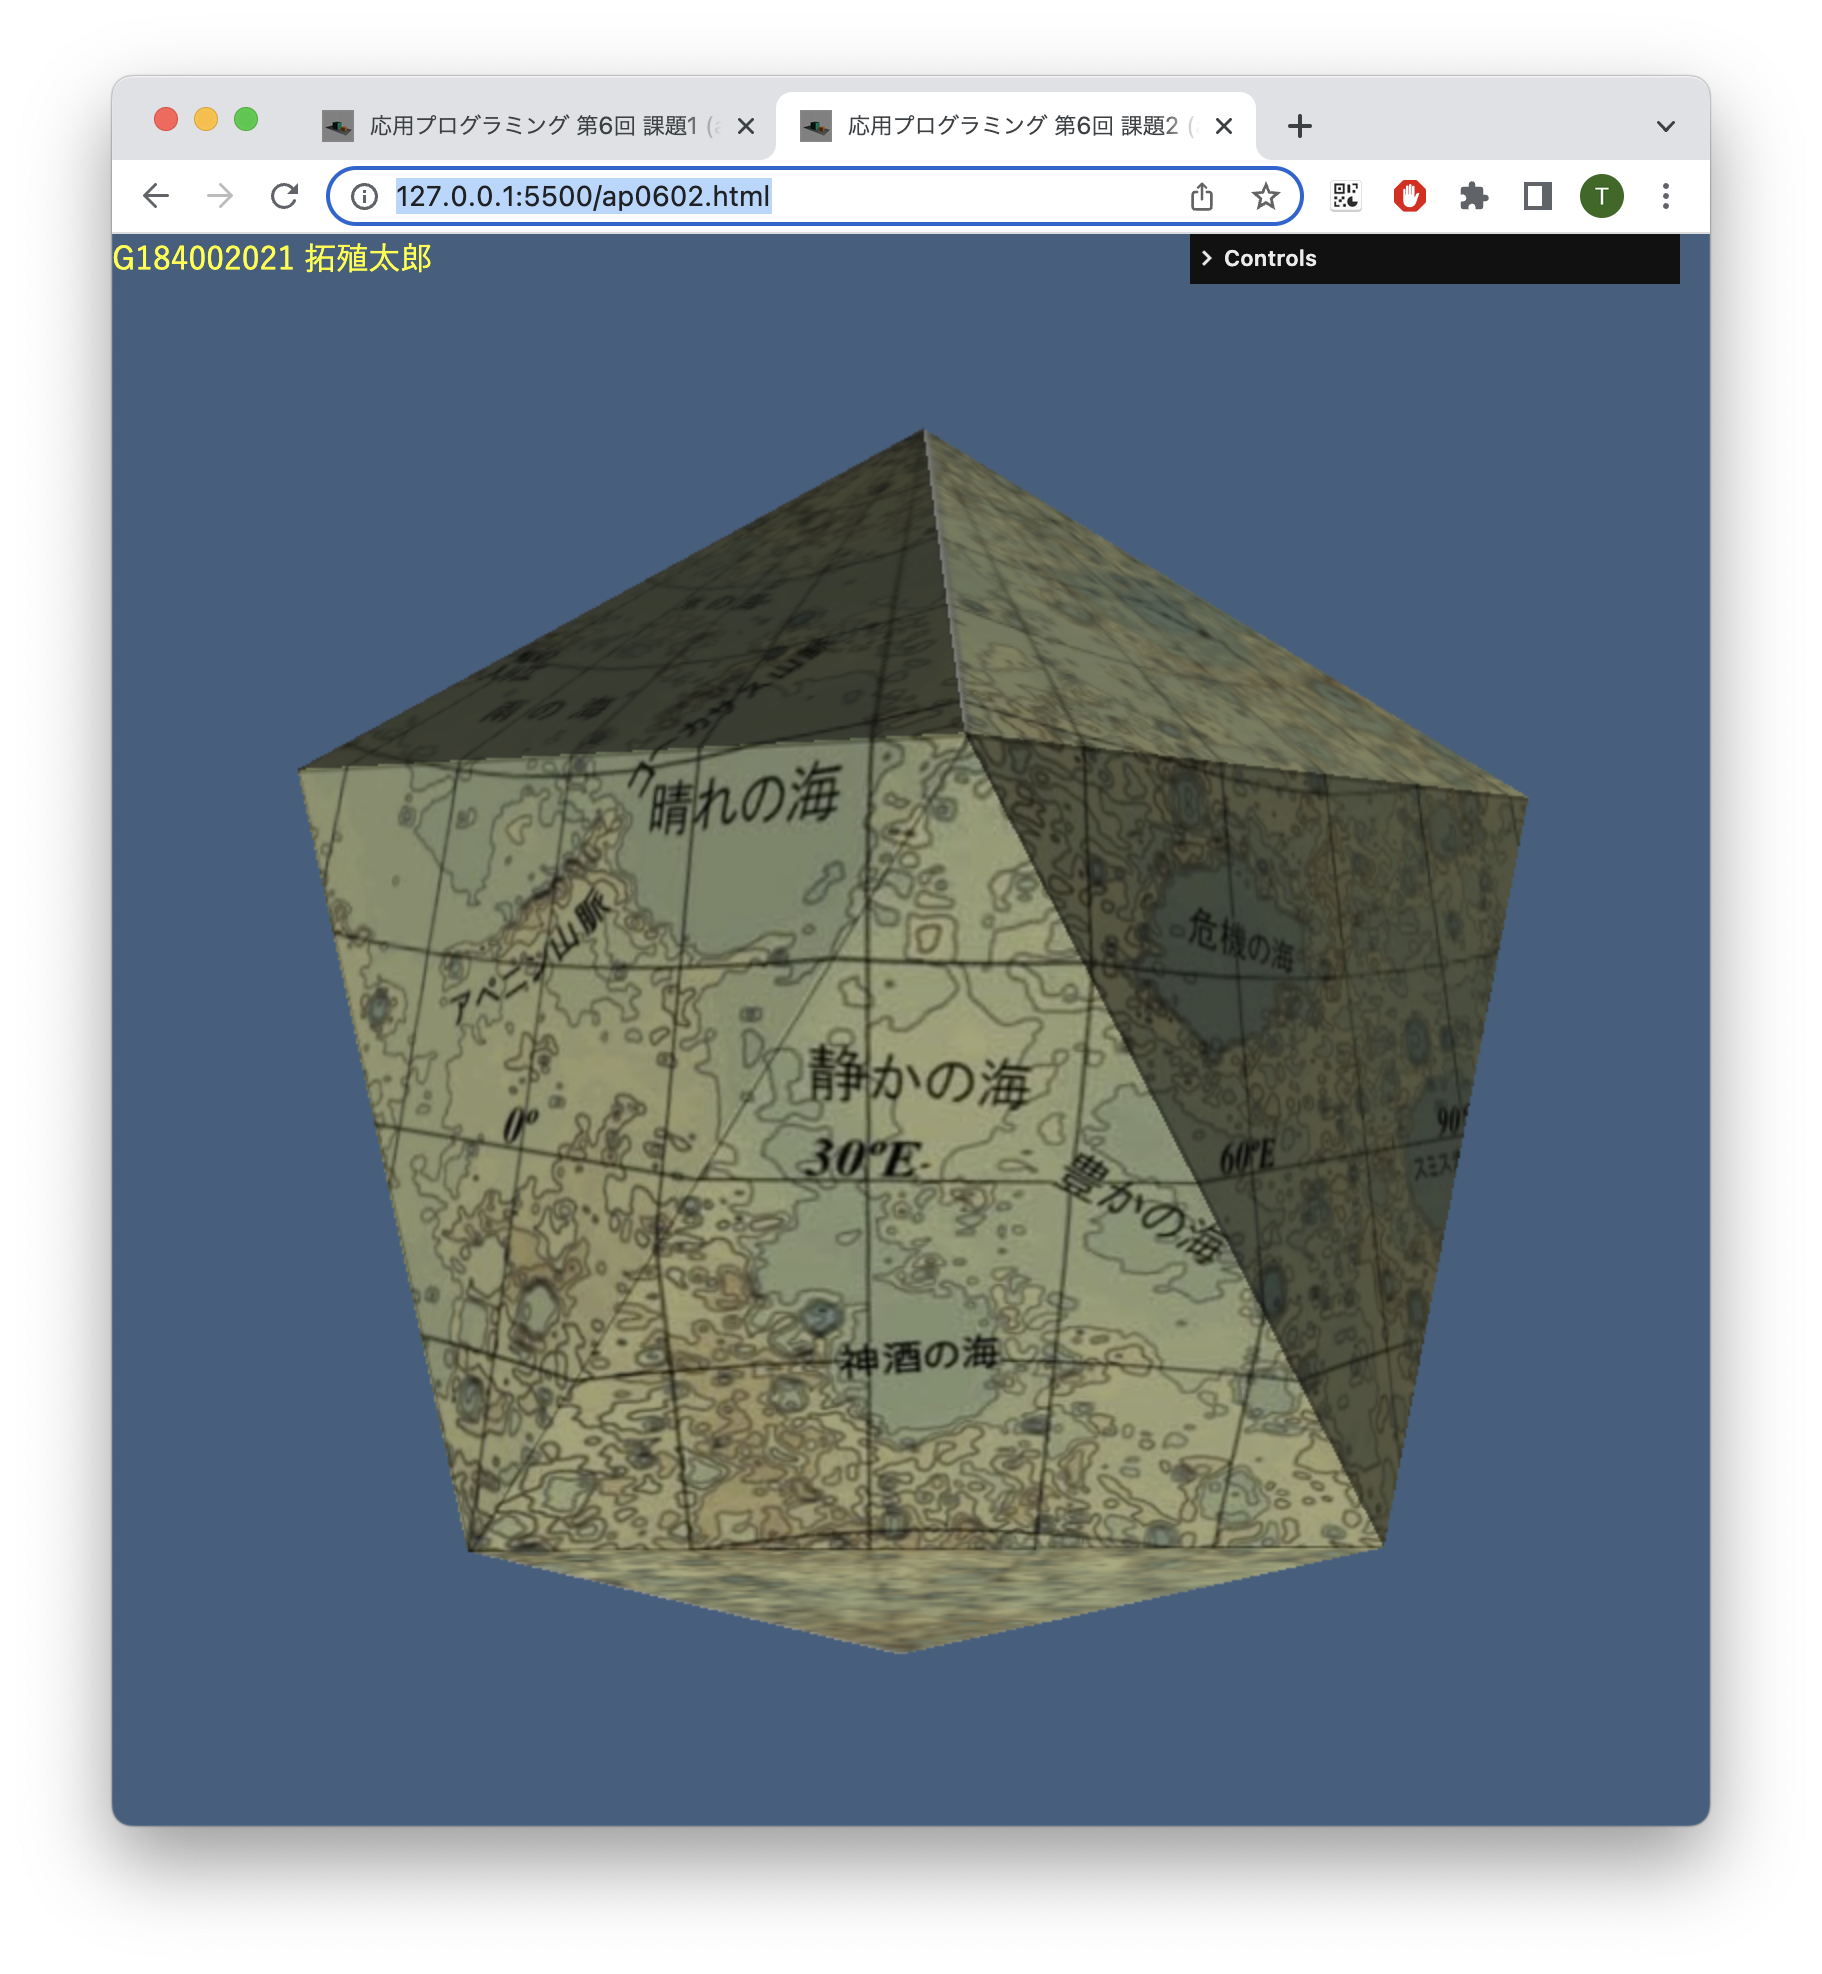 応用プログラミング 第6回 課題1
応用プログラミング 第6回 課題2
127.0.0.1:5500/ap0602.html
T
G184002021 拓殖太郎
Controls
雨の海
晴れの海
アペニン山脈
危機の海
静かの海
0°
30°E
60°E
90°
豊かの海
神酒の海